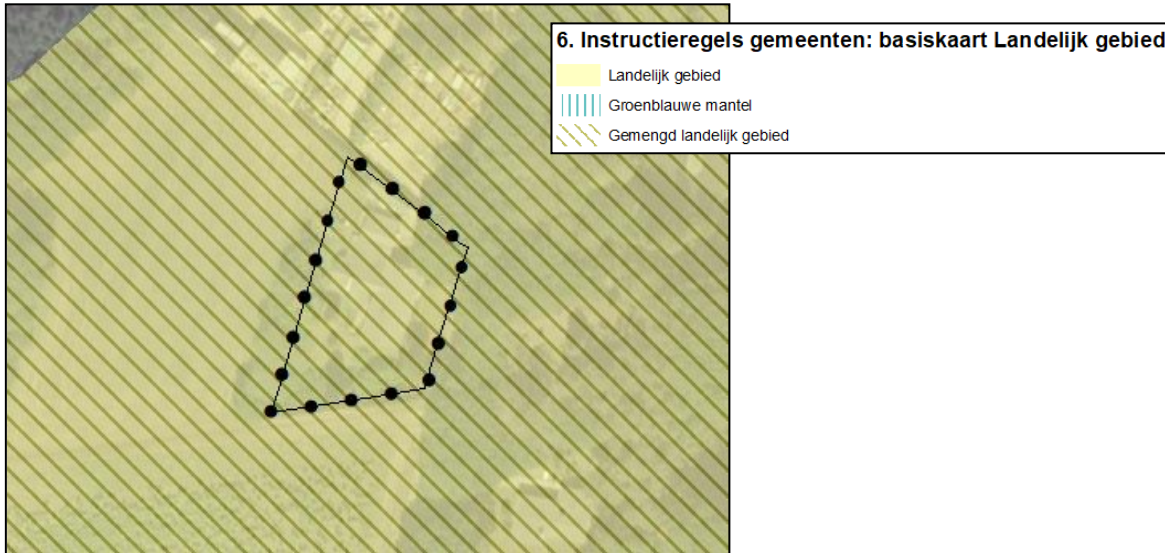 6. Instructieregels gemeenten: basiskaart Landelijk gebied
Landelijk gebied
Groenblauwe mantel
Gemengd landelijk gebied